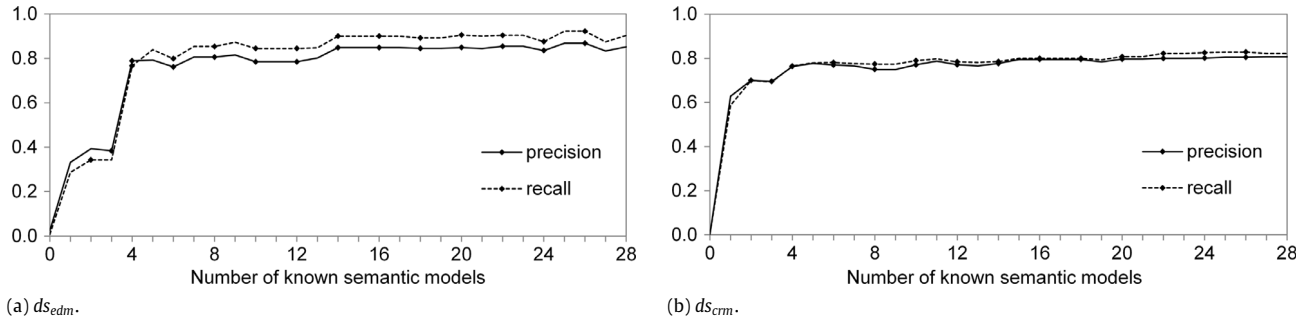 1.0
0.8
0.6
0.4
0.2
0.0
precision
recall
0 4 8 12 16 20 24 28
Number of known semantic models
(a) ds_edm.
1.0
0.8
0.6
0.4
0.2
0.0
precision
recall
0 4 8 12 16 20 24 28
Number of known semantic models
(b) ds_crm.